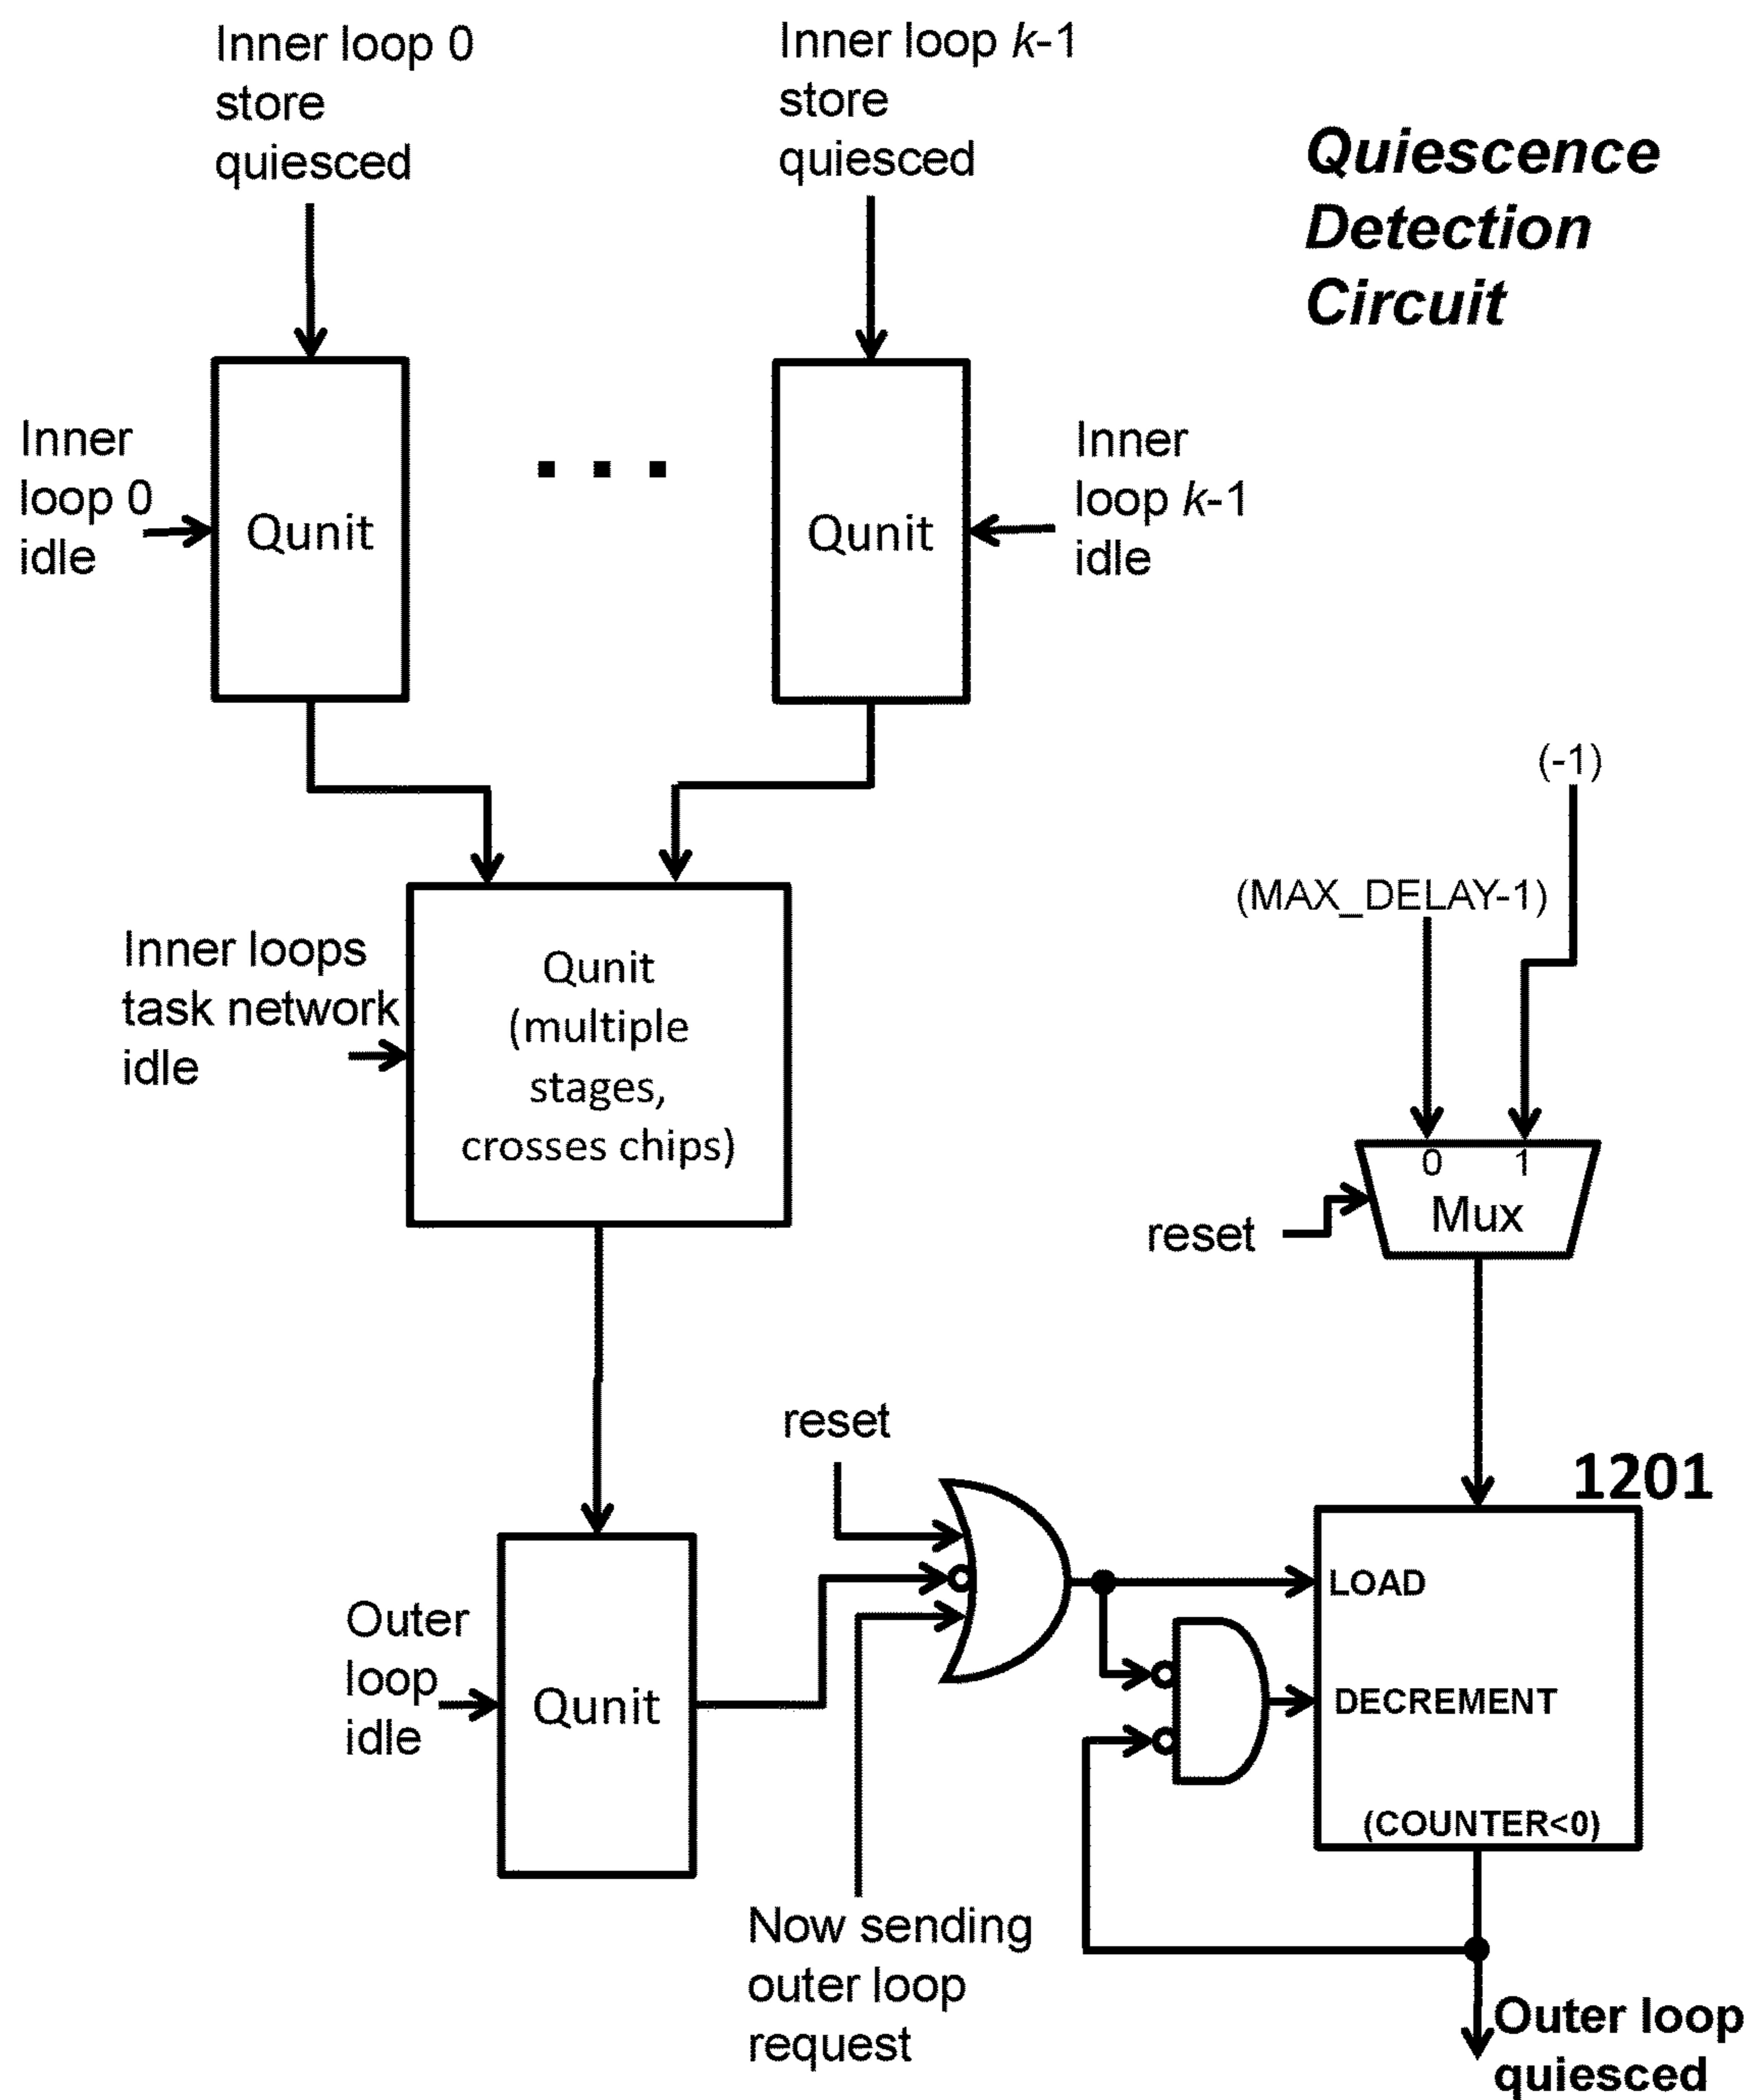 Inner loop 0
store
quiesced
Inner loop k-1
store
quiesced
Quiescence
Detection
Circuit
Inner
loop 0
idle
Qunit
Qunit
Inner
loop k-1
idle
(-1)
(MAX_DELAY-1)
Inner loops
task network
idle
Qunit
(multiple
stages,
crosses chips)
0 1
Mux
reset
reset
1201
LOAD
DECREMENT
(COUNTER<0)
Outer
loop
idle
Qunit
Now sending
outer loop
request
Outer loop
quiesced